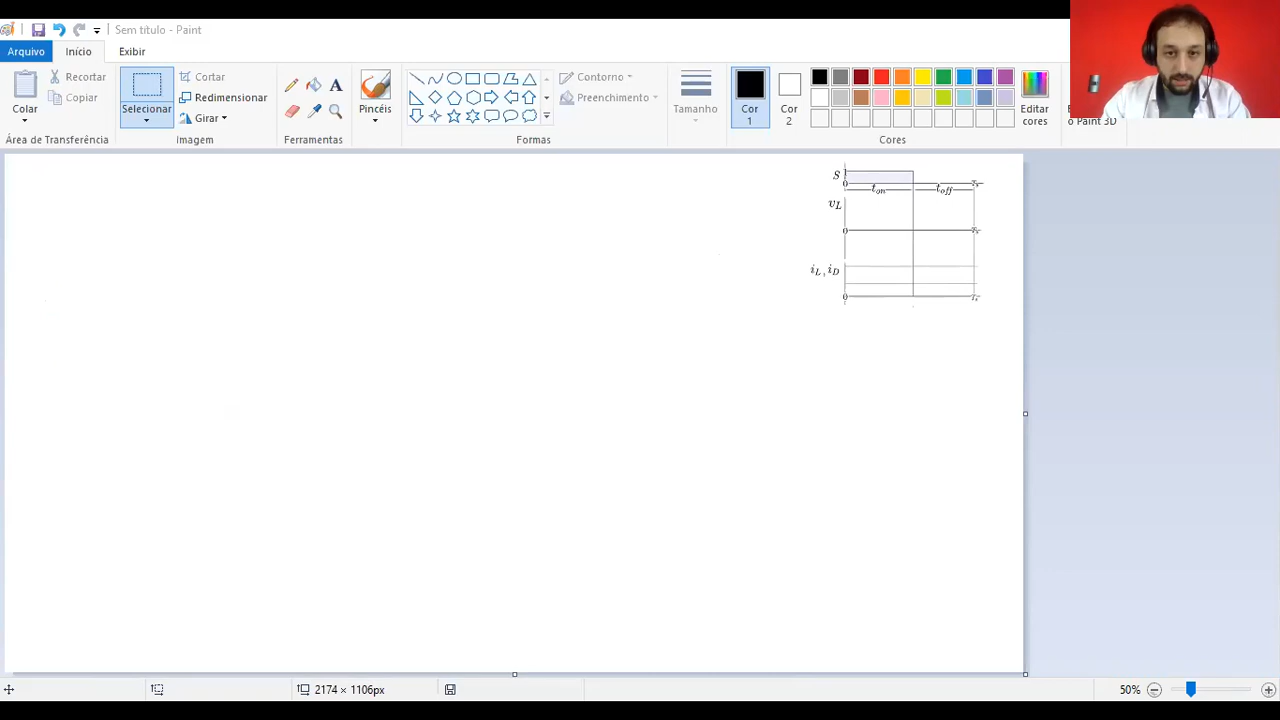 Sem título - Paint
Arquivo Início Exibir
Colar
Recortar
Copiar
Área de Transferência
Selecionar
Cortar
Redimensionar
Girar
Imagem
Ferramentas
Pincéis
Formas
Contorno
Preenchimento
Tamanho
Cor 1
Cor 2
Cores
Editar cores
o Paint 3D
S 1
0
t_on t_off
v_L
0
i_L, i_D
0
2174 × 1106px
50%